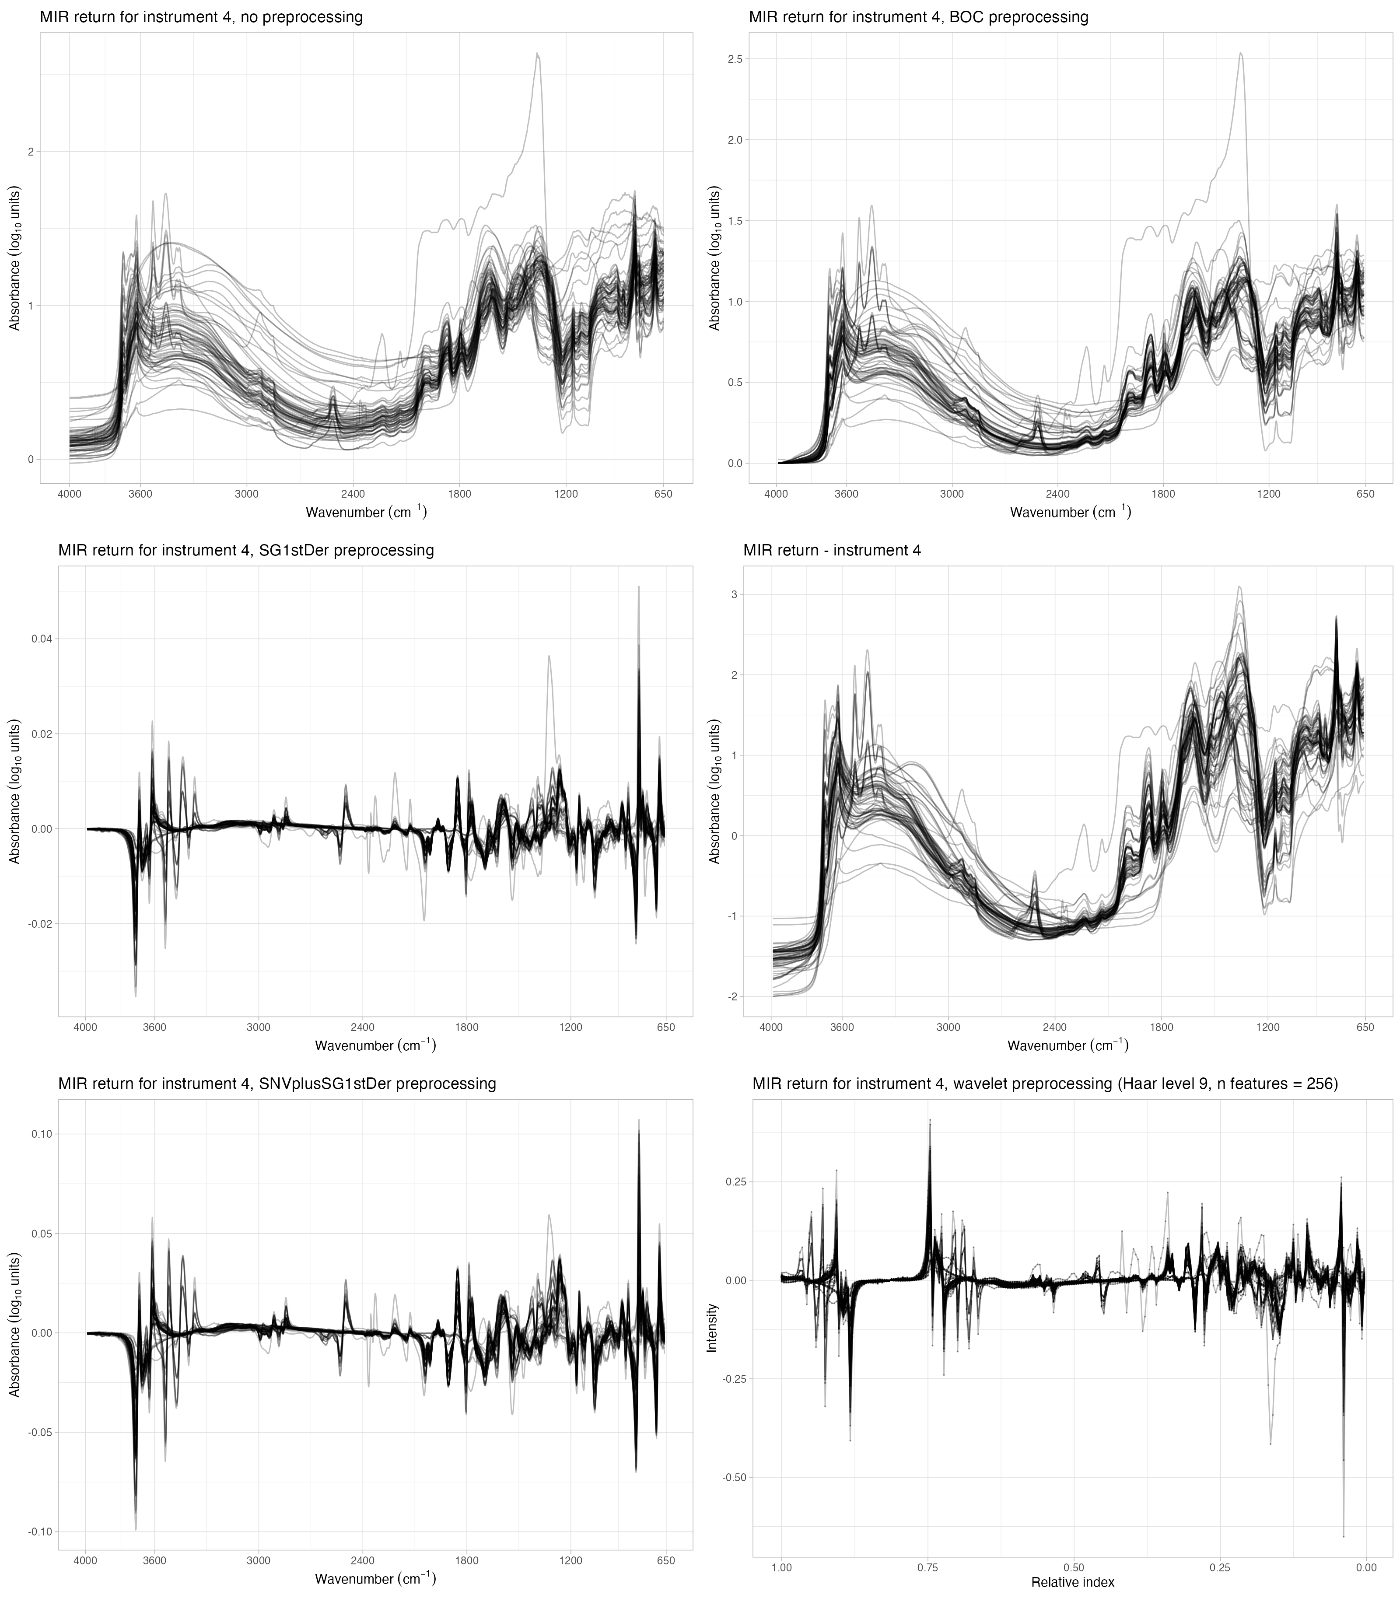 MIR return for instrument 4, no preprocessing
Absorbance (log10 units)
2
1
0
4000 3600 3000 2400 1800 1200 650
Wavenumber (cm 1)
MIR return for instrument 4, BOC preprocessing
Absorbance (log10 units)
2.5
2.0
1.5
1.0
0.5
0.0
4000 3600 3000 2400 1800 1200 650
Wavenumber (cm 1)
MIR return for instrument 4, SG1stDer preprocessing
Absorbance (log10 units)
0.04
0.02
0.00
-0.02
4000 3600 3000 2400 1800 1200 650
Wavenumber (cm−1)
MIR return - instrument 4
Absorbance (log10 units)
3
2
1
0
-1
-2
4000 3600 3000 2400 1800 1200 650
Wavenumber (cm−1)
MIR return for instrument 4, SNVplusSG1stDer preprocessing
Absorbance (log10 units)
0.10
0.05
0.00
-0.05
-0.10
4000 3600 3000 2400 1800 1200 650
Wavenumber (cm−1)
MIR return for instrument 4, wavelet preprocessing (Haar level 9, n features = 256)
Intensity
0.25
0.00
-0.25
-0.50
1.00 0.75 0.50 0.25 0.00
Relative index